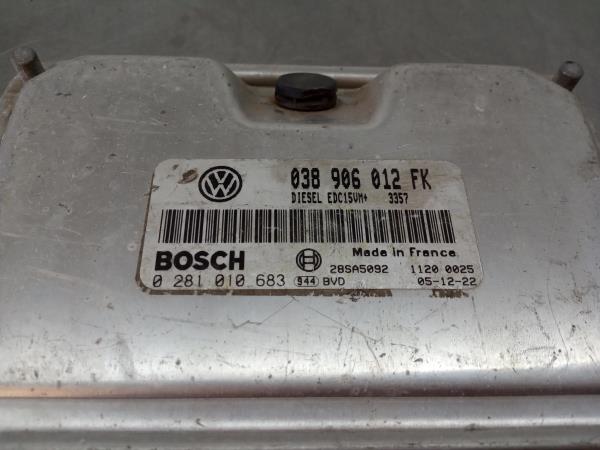 038 906 012 FK
DIESEL EDC15VM+ 3357
BOSCH Made in France
28SA5092 1120 0025
0 281 010 683 944 BVD 05-12-22